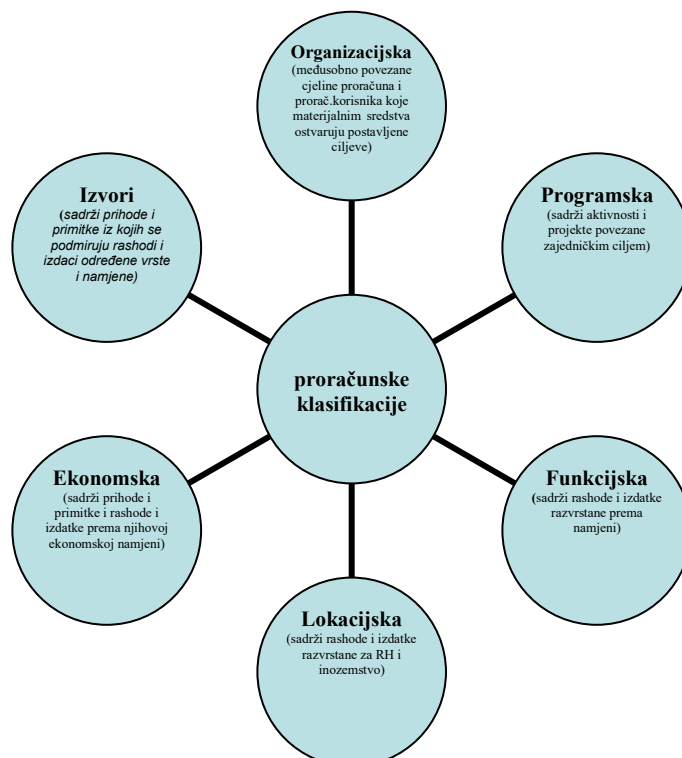 Organizacijska
(međusobno povezane
cjeline proračuna i
prorač.korisnika koje
materijalnim sredstva
ostvaruju postavljene
ciljeve)
Izvori
(sadrži prihode i
primitke iz kojih se
podmiruju rashodi i
izdaci određene vrste
i namjene)
Programska
(sadrži aktivnosti i
projekte povezane
zajedničkim ciljem)
proračunske
klasifikacije
Ekonomska
(sadrži prihode i
primitke i rashode i
izdatke prema njihovoj
ekonomskoj namjeni)
Funkcijska
(sadrži rashode i izdatke
razvrstane prema
namjeni)
Lokacijska
(sadrži rashode i izdatke
razvrstane za RH i
inozemstvo)